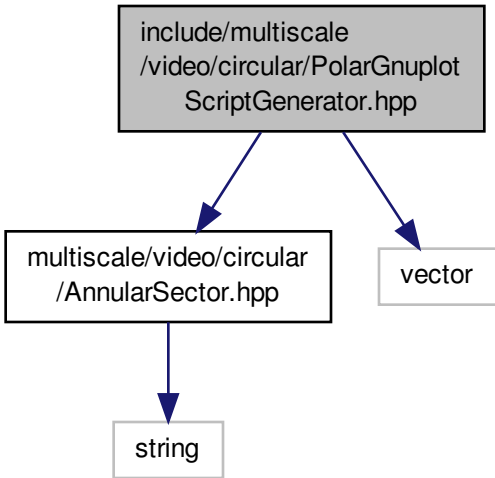 include/multiscale
/video/circular/PolarGnuplot
ScriptGenerator.hpp
multiscale/video/circular
/AnnularSector.hpp
vector
string